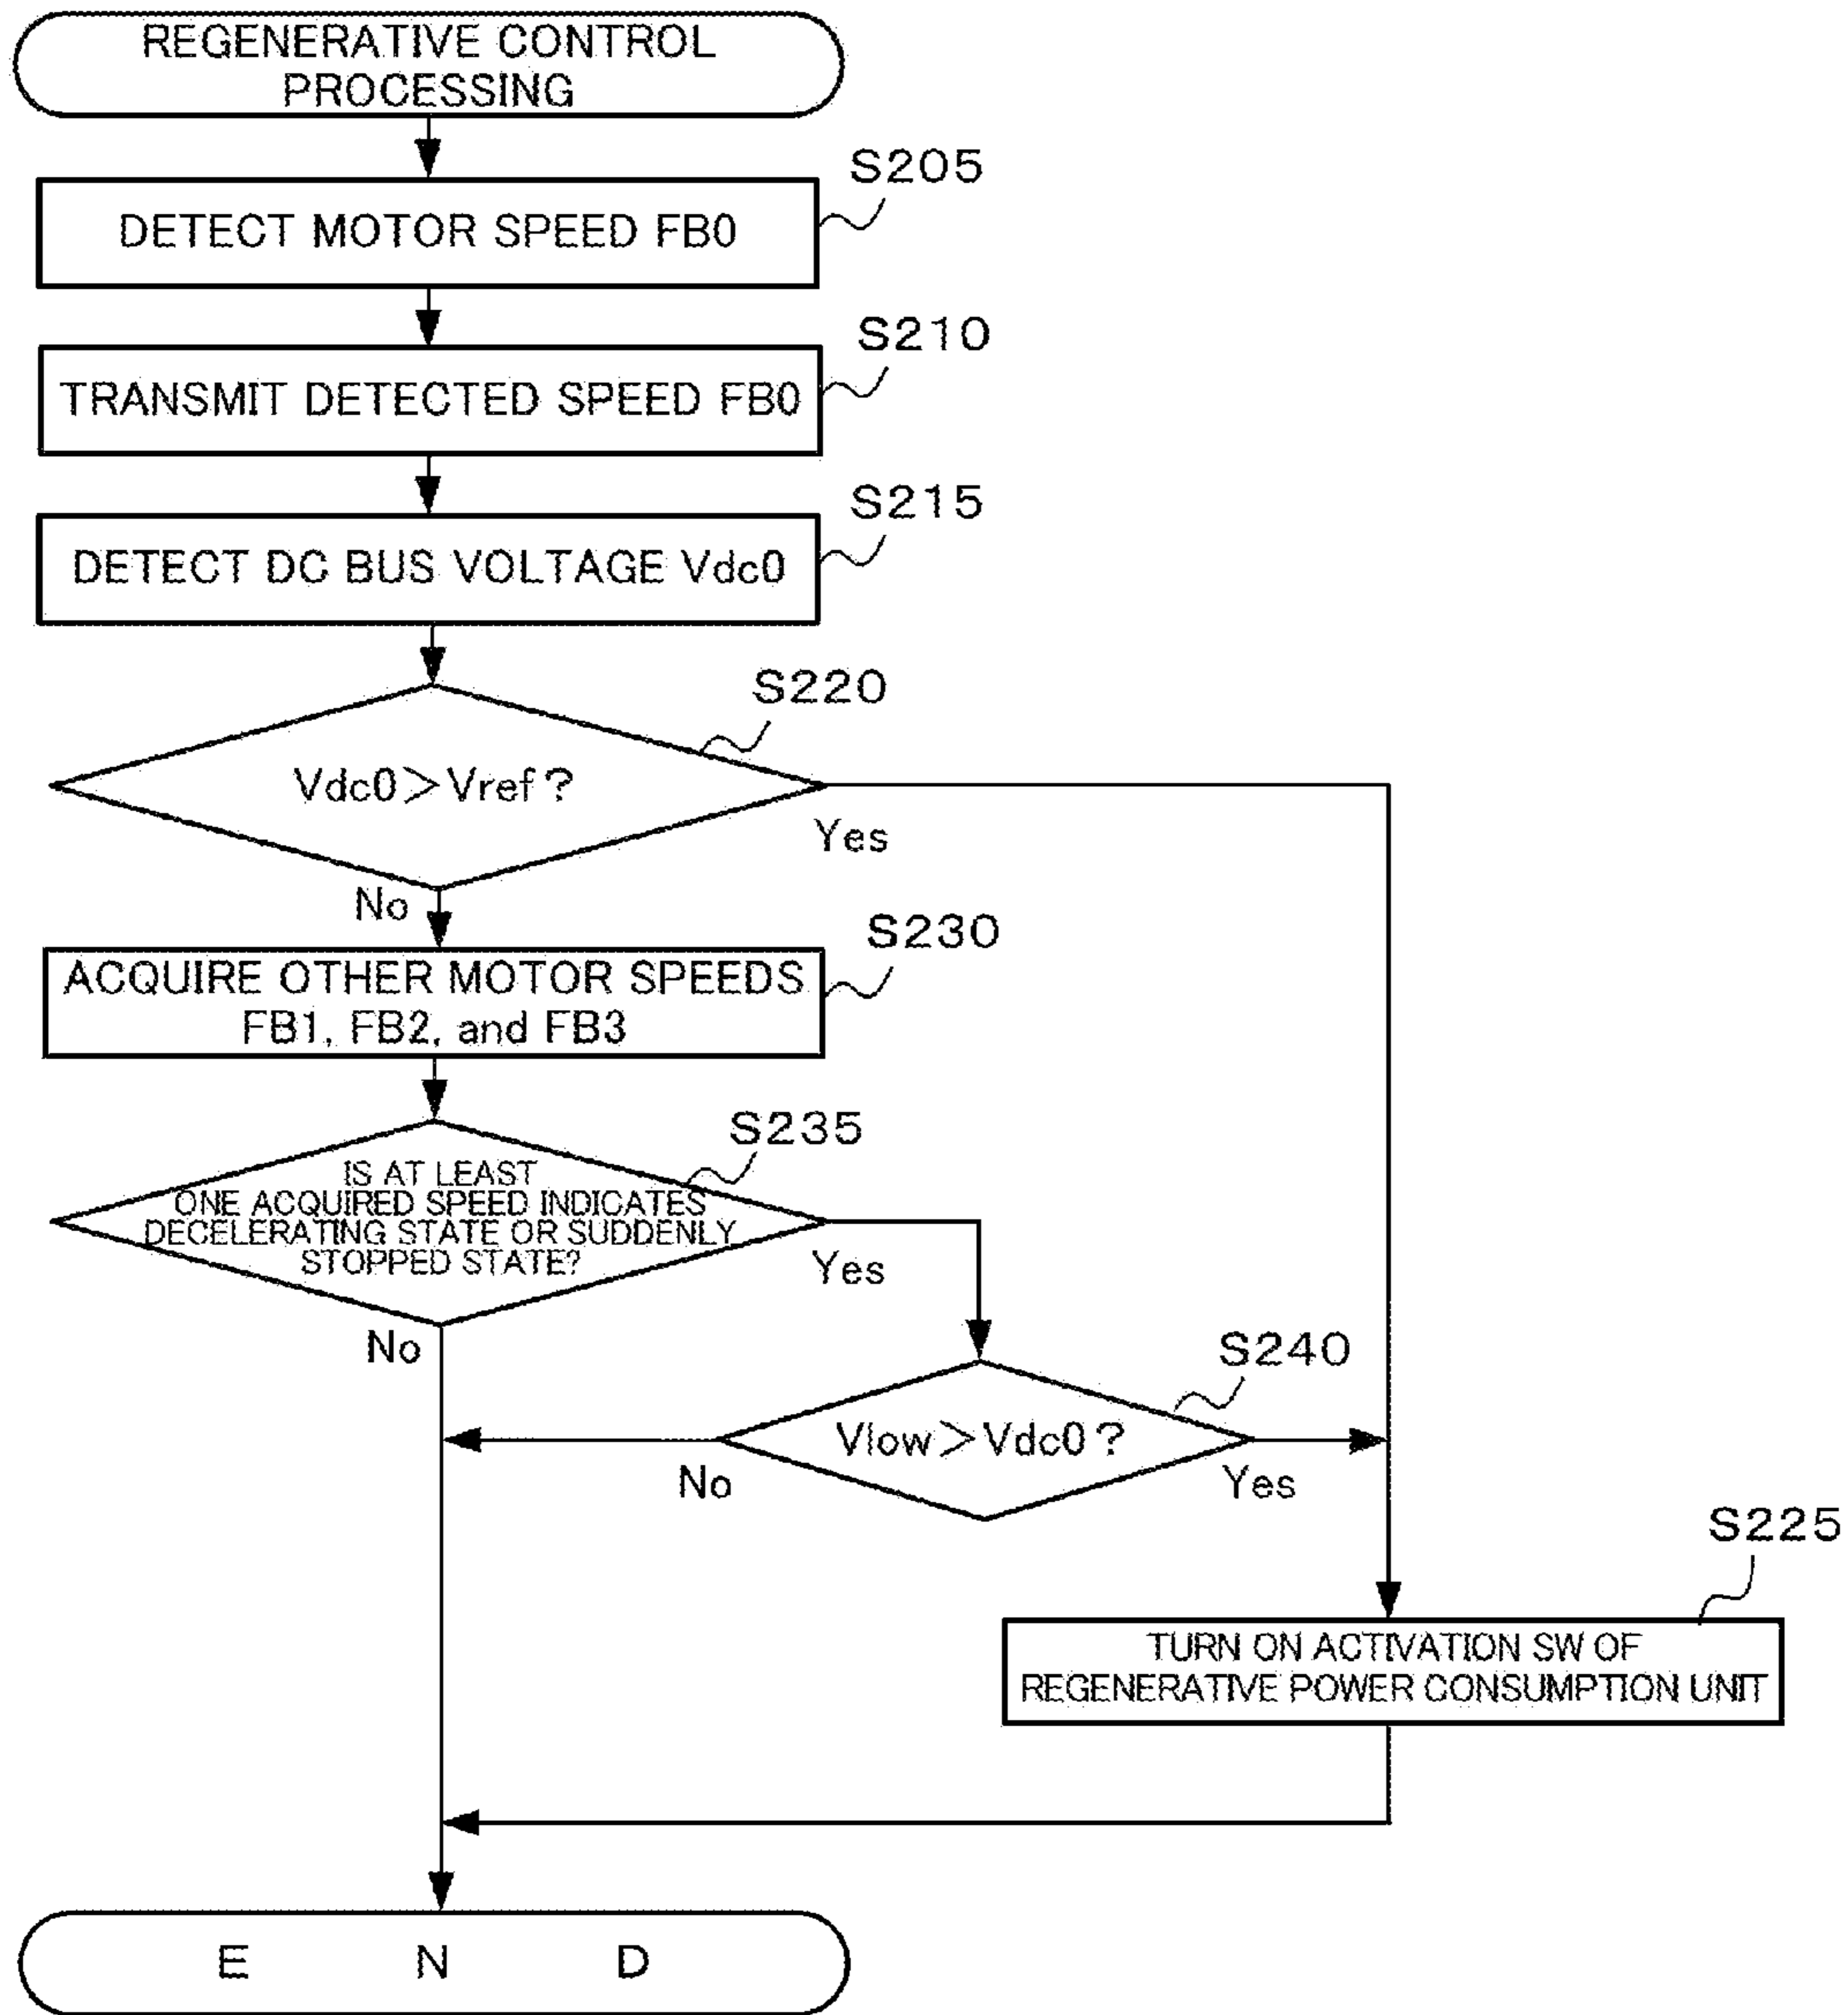 REGENERATIVE CONTROL
PROCESSING
S205
DETECT MOTOR SPEED FB0
S210
TRANSMIT DETECTED SPEED FB0
S215
DETECT DC BUS VOLTAGE Vdc0
S220
Vdc0>Vref?
Yes
No
S230
ACQUIRE OTHER MOTOR SPEEDS
FB1, FB2, and FB3
S235
IS AT LEAST
ONE ACQUIRED SPEED INDICATES
DECELERATING STATE OR SUDDENLY
STOPPED STATE?
Yes
No
S240
Vlow>Vdc0?
No
Yes
S225
TURN ON ACTIVATION SW OF
REGENERATIVE POWER CONSUMPTION UNIT
E N D